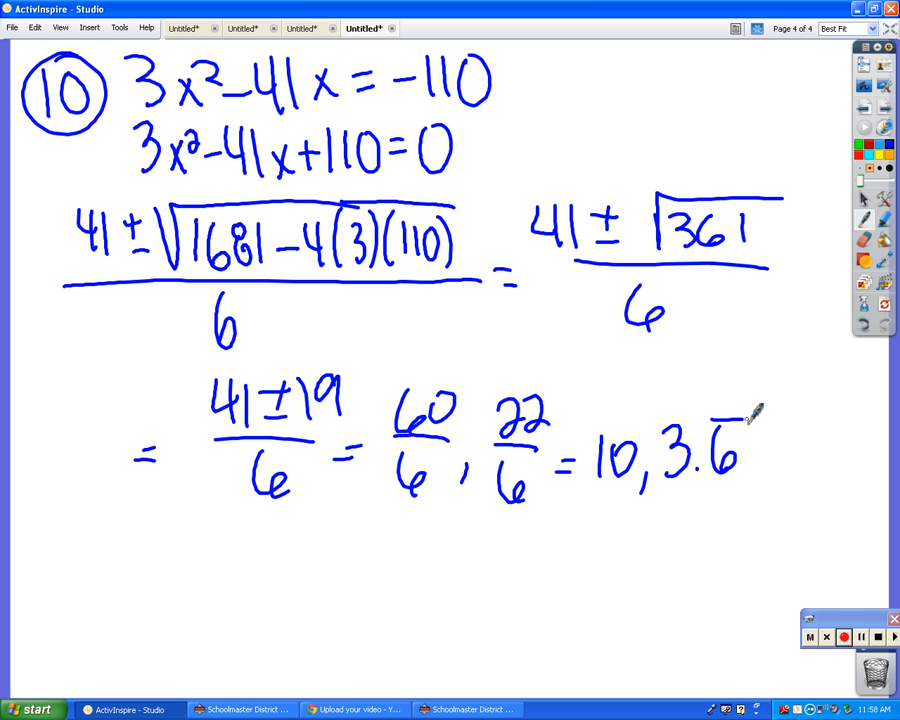 ActivInspire - Studio
File Edit View Insert Tools Help Untitled* Untitled* Untitled* Untitled* Page 4 of 4 Best Fit
10 3x² - 41x = -110
3x² - 41x + 110 = 0
41 ± √1681 - 4(3)(110) / 6 = 41 ± √361 / 6
= 41 ± 19 / 6 = 60 / 6 , 22 / 6 = 10, 3.6̅
M
start ActivInspire - Studio Schoolmaster District ... Upload your video - Y... Schoolmaster District ... 11:58 AM